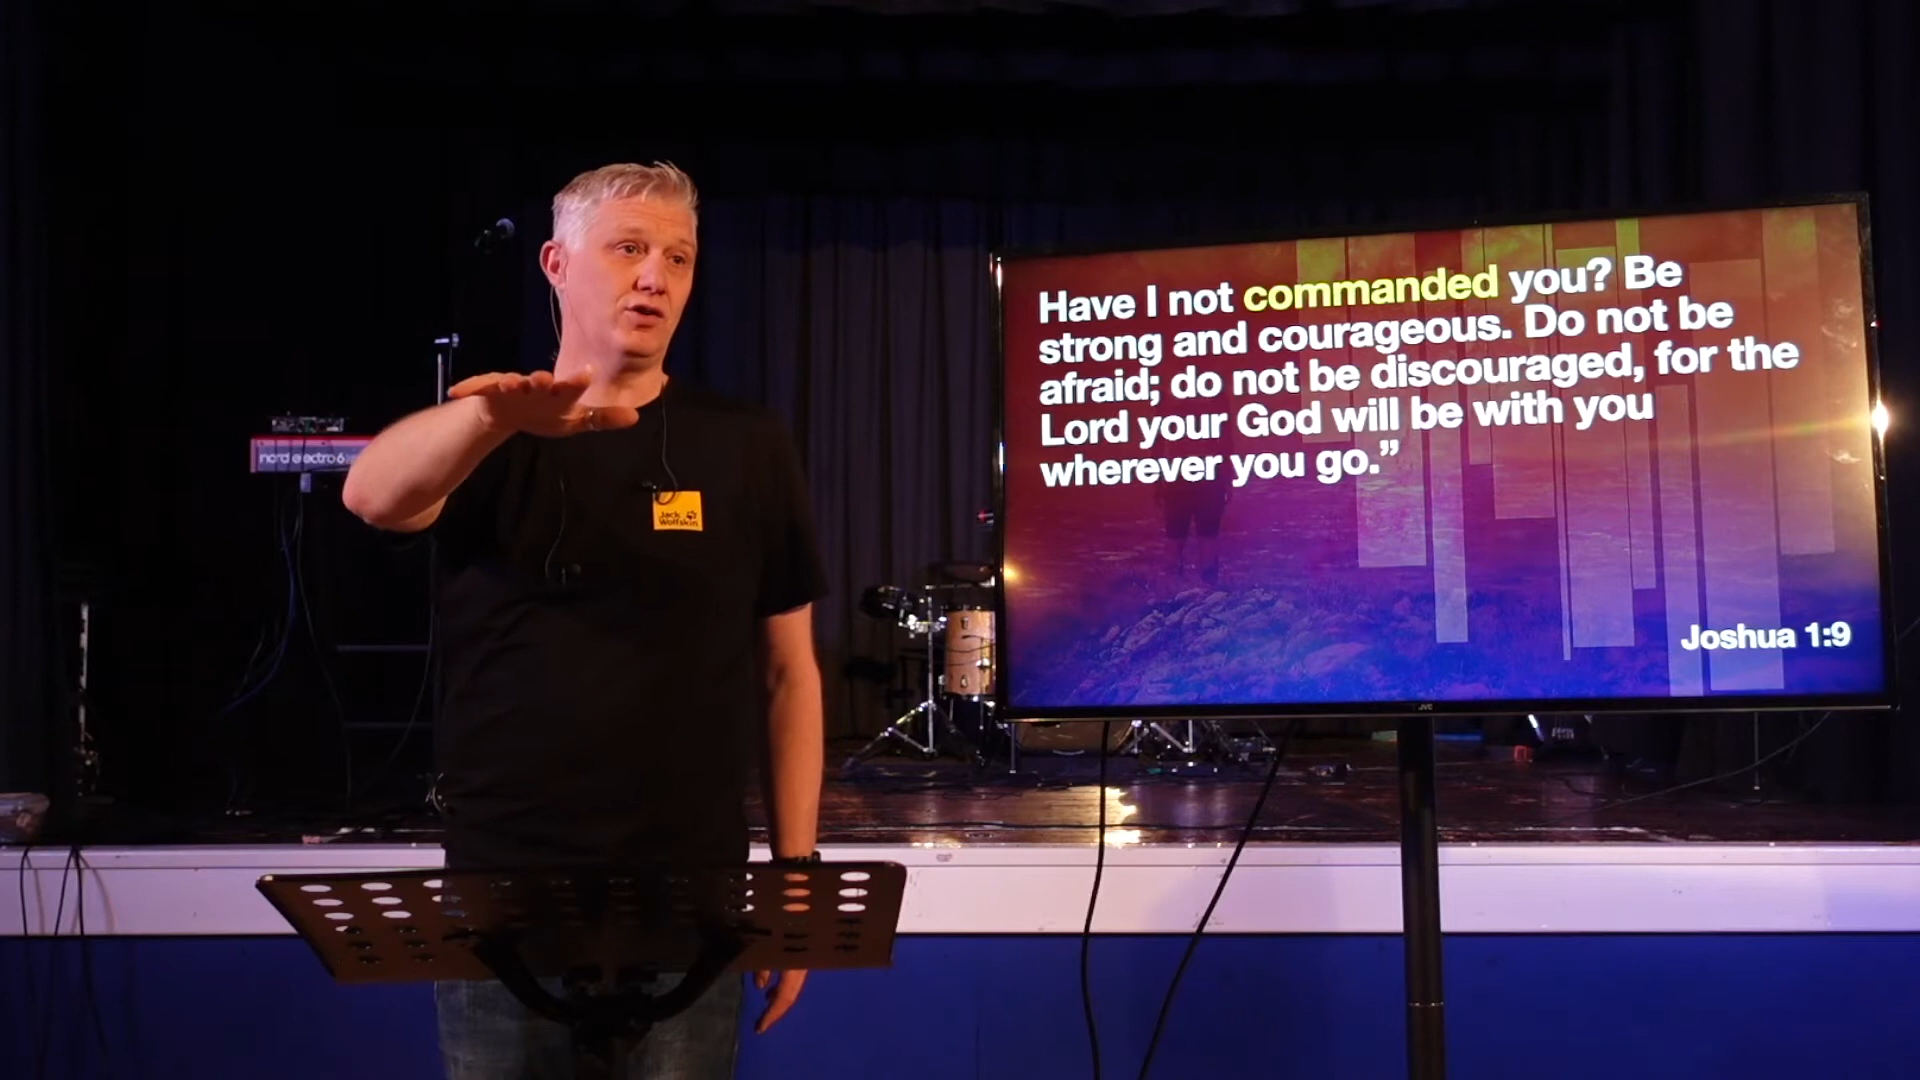 Have I not commanded you? Be
strong and courageous. Do not be
afraid; do not be discouraged, for the
Lord your God will be with you
wherever you go.”
Joshua 1:9
JVC
nord electro 6
Jack
Wolfskin